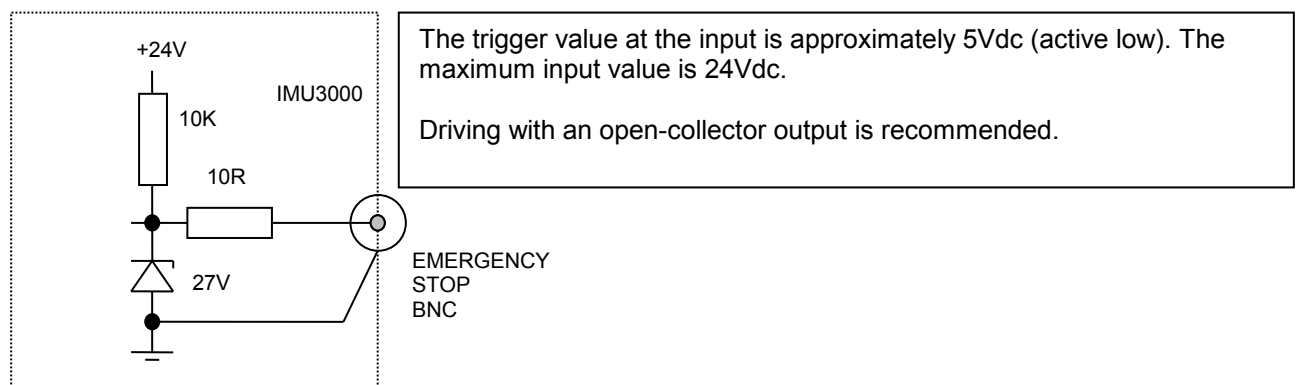 The trigger value at the input is approximately 5Vdc (active low). The
maximum input value is 24Vdc.
Driving with an open-collector output is recommended.
+24V
IMU3000
10K
10R
27V
EMERGENCY
STOP
BNC